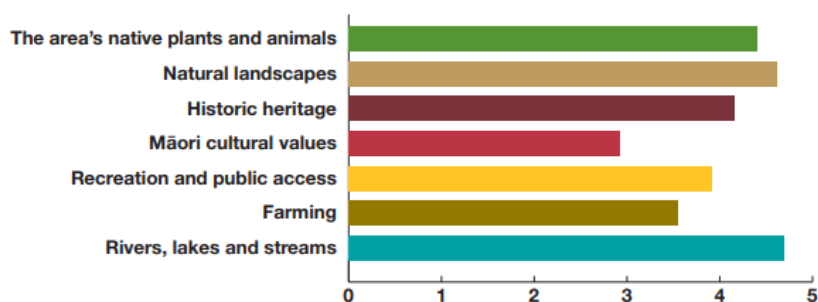 The area's native plants and animals
Natural landscapes
Historic heritage
Māori cultural values
Recreation and public access
Farming
Rivers, lakes and streams
0 1 2 3 4 5